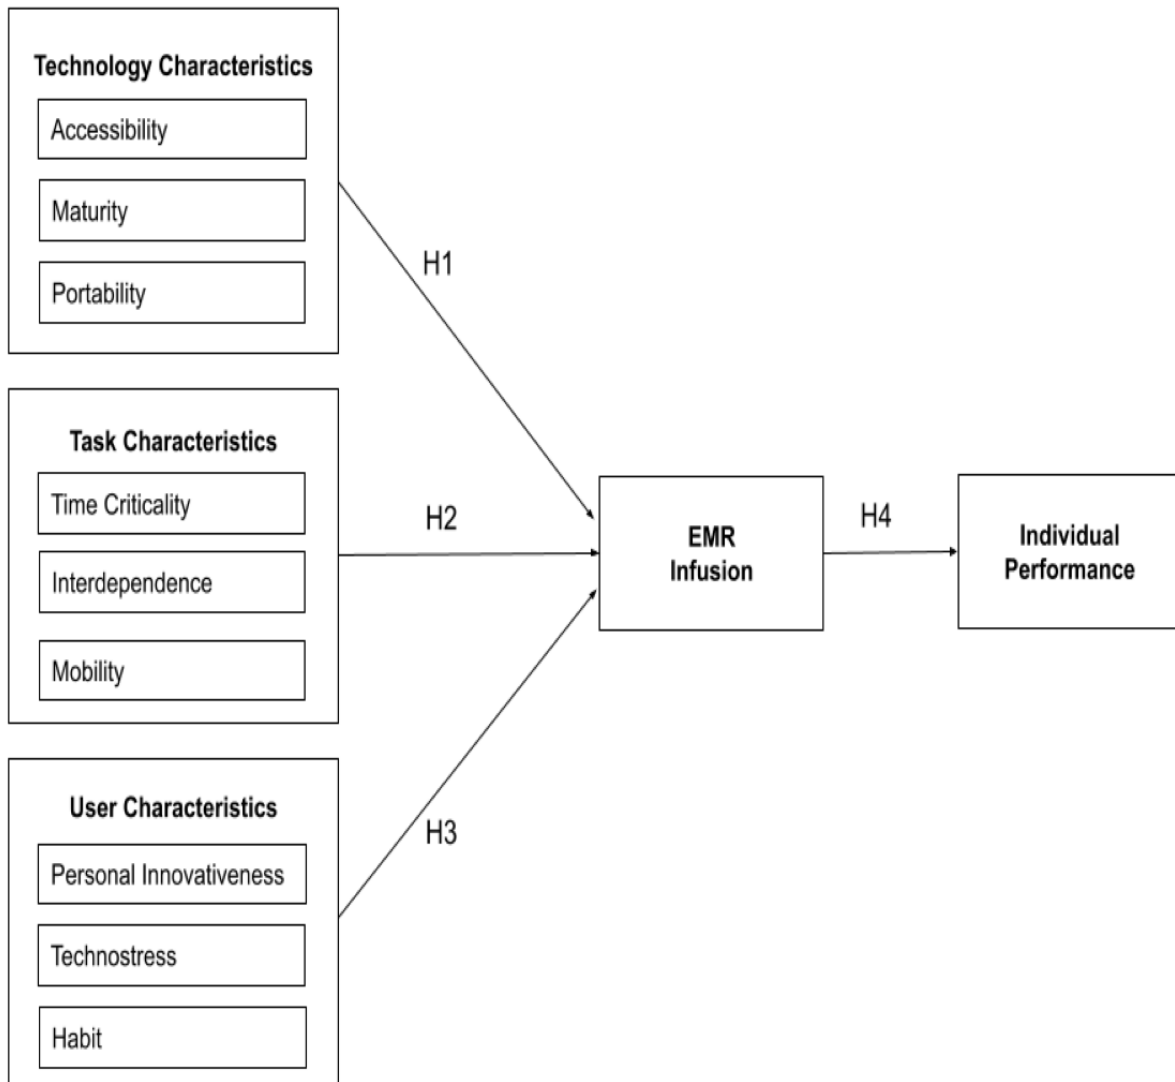 Technology Characteristics
Accessibility
Maturity
Portability
H1
Task Characteristics
Time Criticality
Interdependence
Mobility
H2
EMR
Infusion
H4
Individual
Performance
User Characteristics
Personal Innovativeness
Technostress
Habit
H3